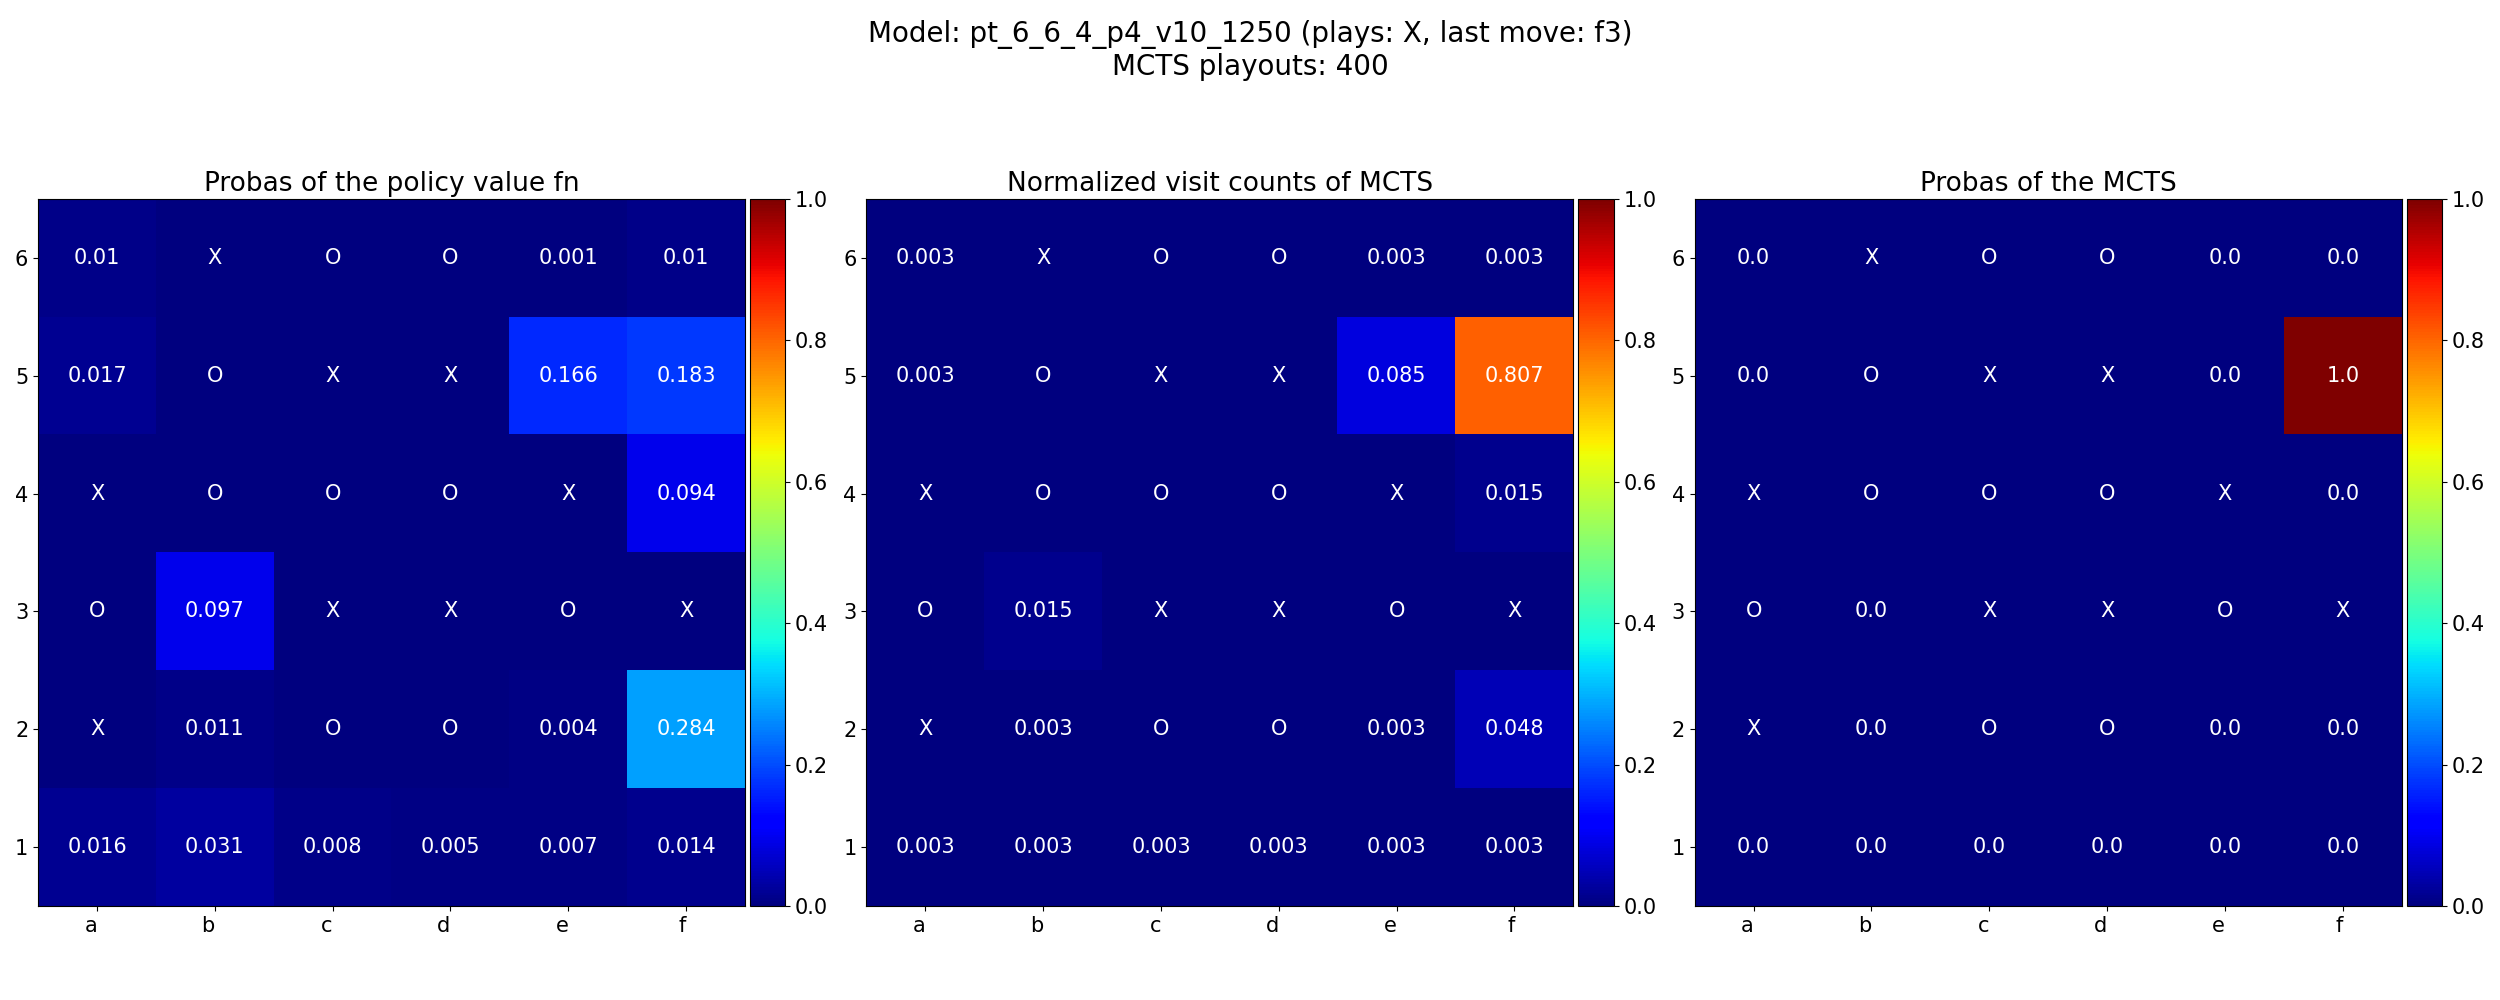 Model: pt_6_6_4_p4_v10_1250 (plays: X, last move: f3)
MCTS playouts: 400
Probas of the policy value fn
1.0
6 0.01 X O O 0.001 0.01
0.8
5 0.017 O X X 0.166 0.183
4 X O O O X 0.094
0.6
3 O 0.097 X X O X
0.4
2 X 0.011 O O 0.004 0.284
0.2
1 0.016 0.031 0.008 0.005 0.007 0.014
0.0
a b c d e f
Normalized visit counts of MCTS
1.0
6 0.003 X O O 0.003 0.003
0.8
5 0.003 O X X 0.085 0.807
4 X O O O X 0.015
0.6
3 O 0.015 X X O X
0.4
2 X 0.003 O O 0.003 0.048
0.2
1 0.003 0.003 0.003 0.003 0.003 0.003
0.0
a b c d e f
Probas of the MCTS
1.0
6 0.0 X O O 0.0 0.0
0.8
5 0.0 O X X 0.0 1.0
4 X O O O X 0.0
0.6
3 O 0.0 X X O X
0.4
2 X 0.0 O O 0.0 0.0
0.2
1 0.0 0.0 0.0 0.0 0.0 0.0
0.0
a b c d e f